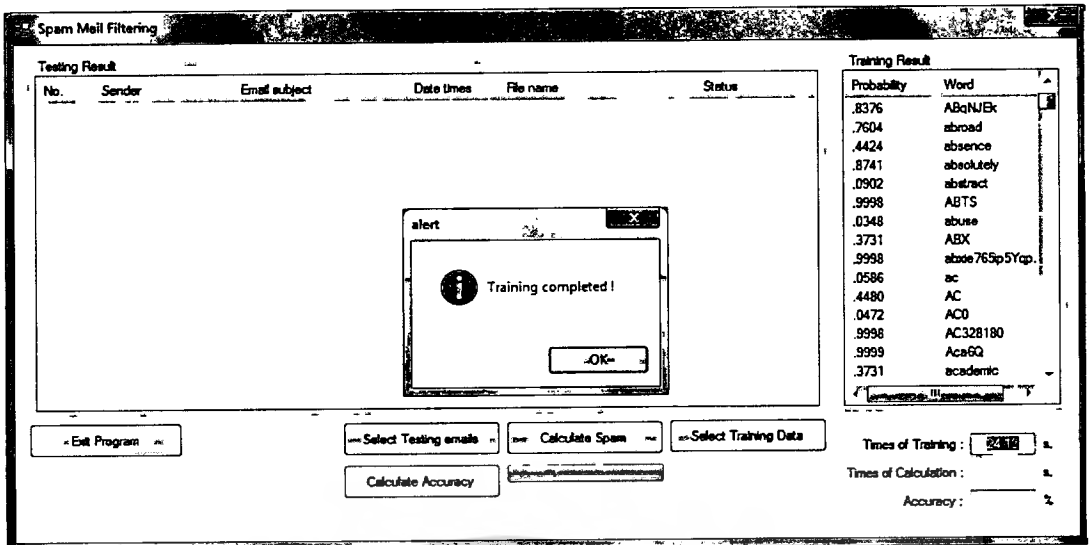 Spam Mail Filtering
Testing Result
No. Sender Email subject Date times File name Status
Training Result
Probability Word
.8376 ABqNJEk
.7604 abroad
.4424 absence
.8741 absolutely
.0902 abstract
.9998 ABTS
.0348 abuse
.3731 ABX
.9998
.0586 ac
.4480 AC
.0472 AC0
.9998 AC328180
.9999 Aca6Q
.3731 academic
alert
Training completed !
OK
Exit Program
Select Testing emails
Calculate Spam
Select Training Data
Calculate Accuracy
Times of Training : s.
Times of Calculation : s.
Accuracy : %